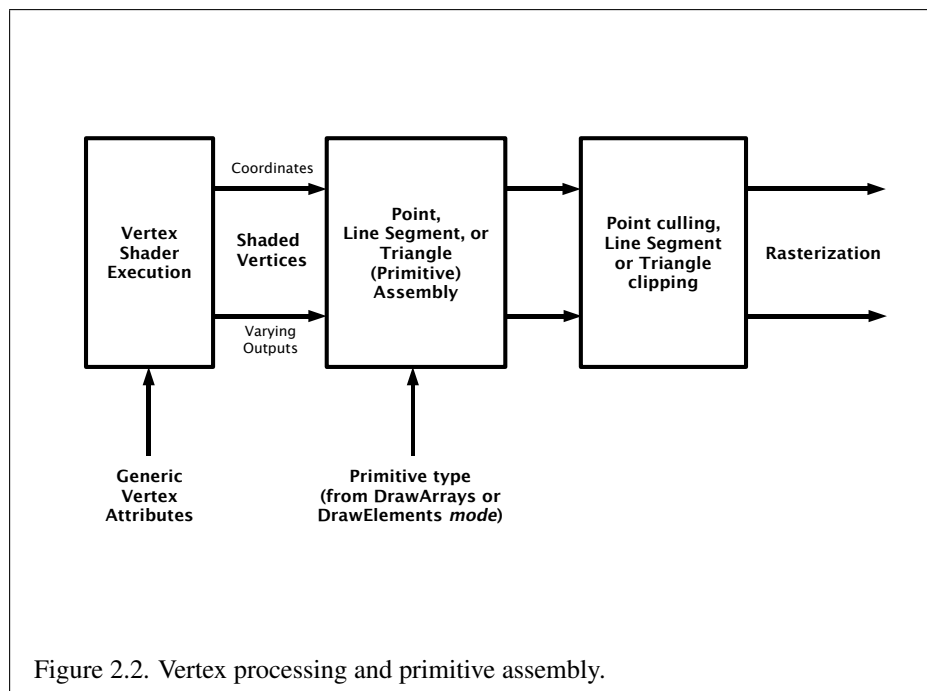 Vertex
Shader
Execution
Coordinates
Shaded
Vertices
Varying
Outputs
Point,
Line Segment, or
Triangle
(Primitive)
Assembly
Point culling,
Line Segment
or Triangle
clipping
Rasterization
Generic
Vertex
Attributes
Primitive type
(from DrawArrays or
DrawElements mode)
Figure 2.2. Vertex processing and primitive assembly.